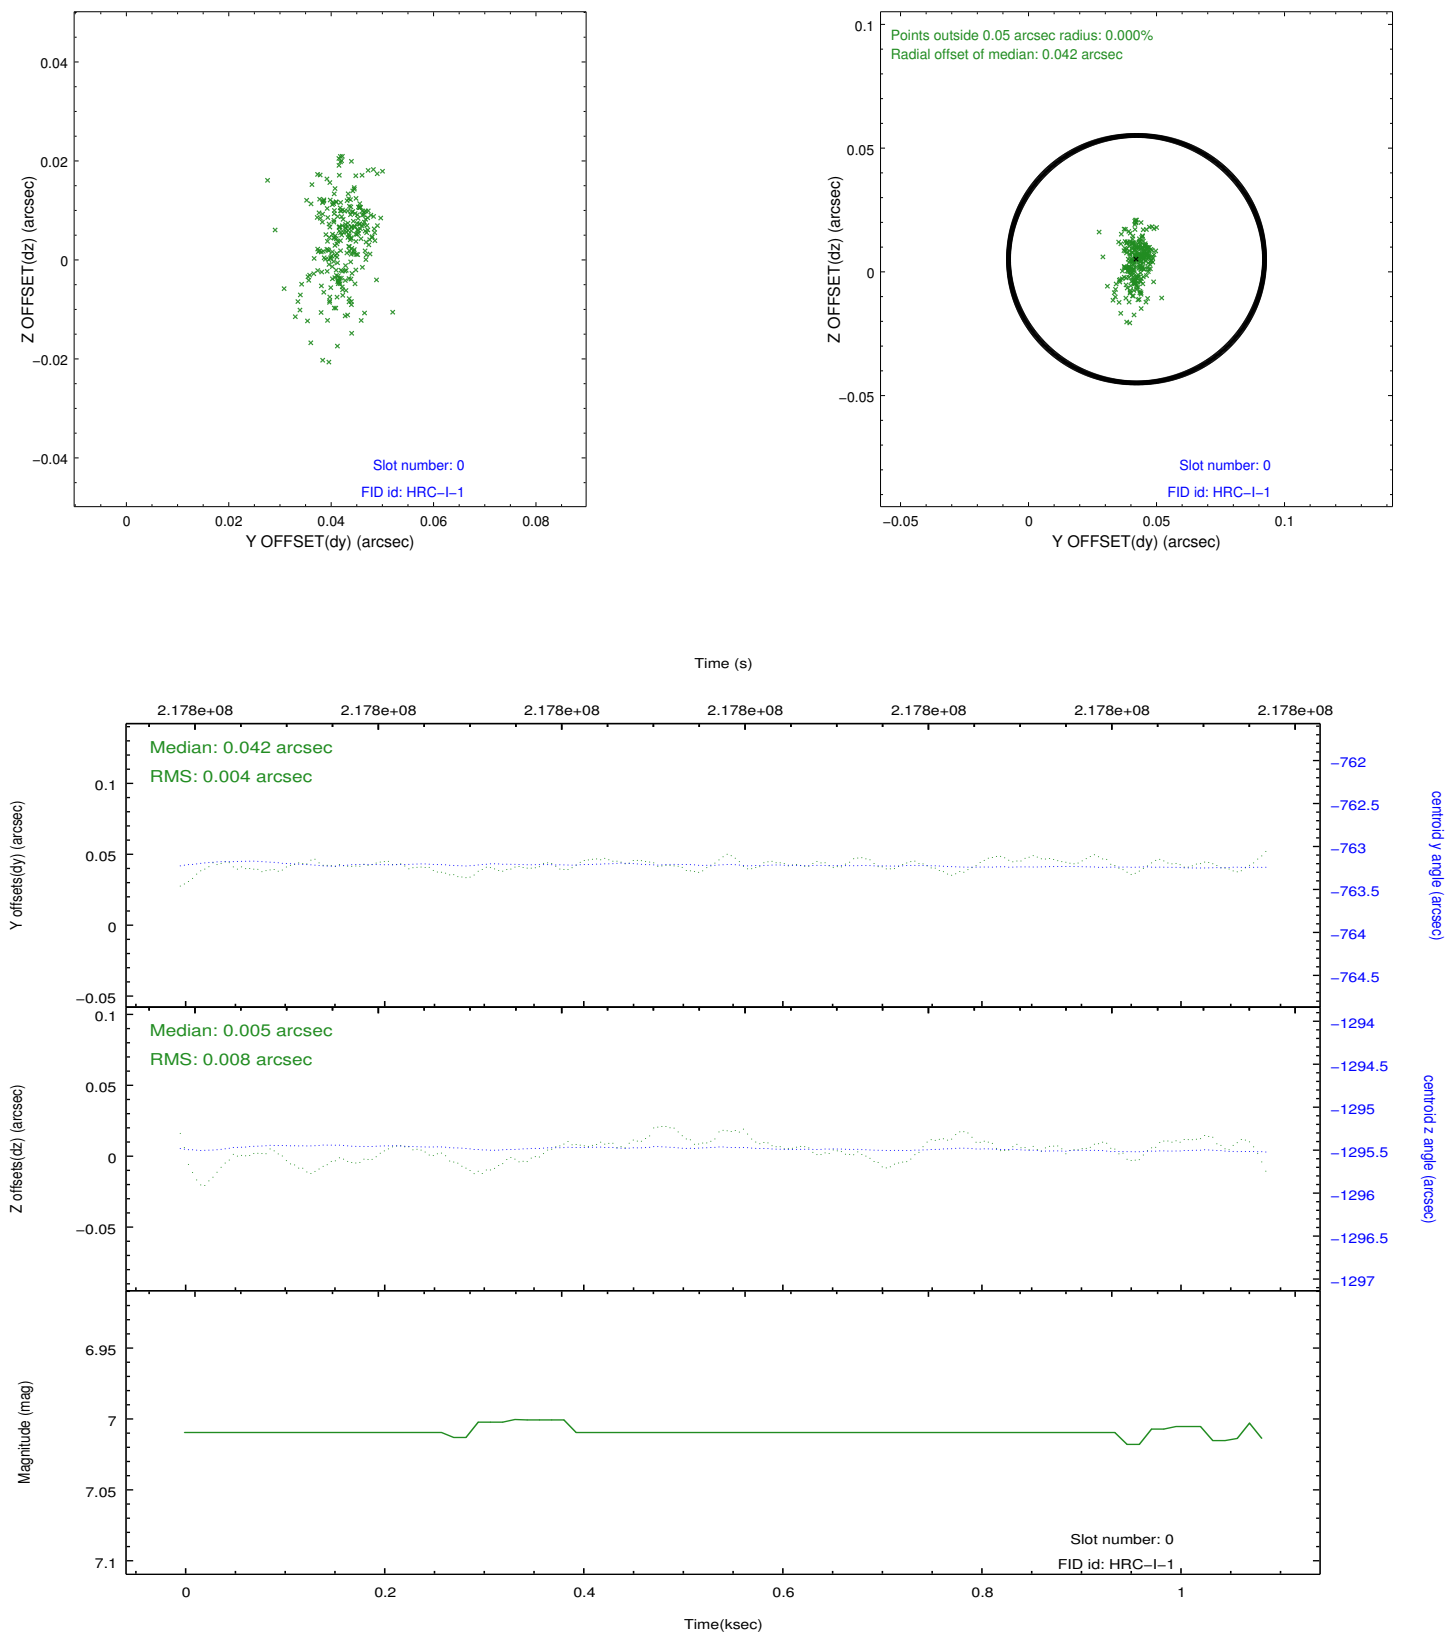 0.04
0.02
0
−0.02
−0.04
Z OFFSET(dz) (arcsec)
Slot number: 0
FID id: HRC−I−1
0
0.02
0.04
0.06
0.08
Y OFFSET(dy) (arcsec)
Points outside 0.05 arcsec radius: 0.000%
Radial offset of median: 0.042 arcsec
0.1
0.05
0
−0.05
Z OFFSET(dz) (arcsec)
Slot number: 0
FID id: HRC−I−1
−0.05
0
0.05
0.1
Y OFFSET(dy) (arcsec)
Time (s)
2.178e+08
2.178e+08
2.178e+08
2.178e+08
2.178e+08
2.178e+08
2.178e+08
Median: 0.042 arcsec
RMS: 0.004 arcsec
0.1
0.05
0
−0.05
Y offsets(dy) (arcsec)
−762
−762.5
−763
−763.5
−764
−764.5
centroid y angle (arcsec)
Median: 0.005 arcsec
RMS: 0.008 arcsec
0.1
0.05
0
−0.05
Z offsets(dz) (arcsec)
−1294
−1294.5
−1295
−1295.5
−1296
−1296.5
−1297
centroid z angle (arcsec)
6.95
7
7.05
7.1
Magnitude (mag)
Slot number: 0
FID id: HRC−I−1
0
0.2
0.4
0.6
0.8
1
Time(ksec)